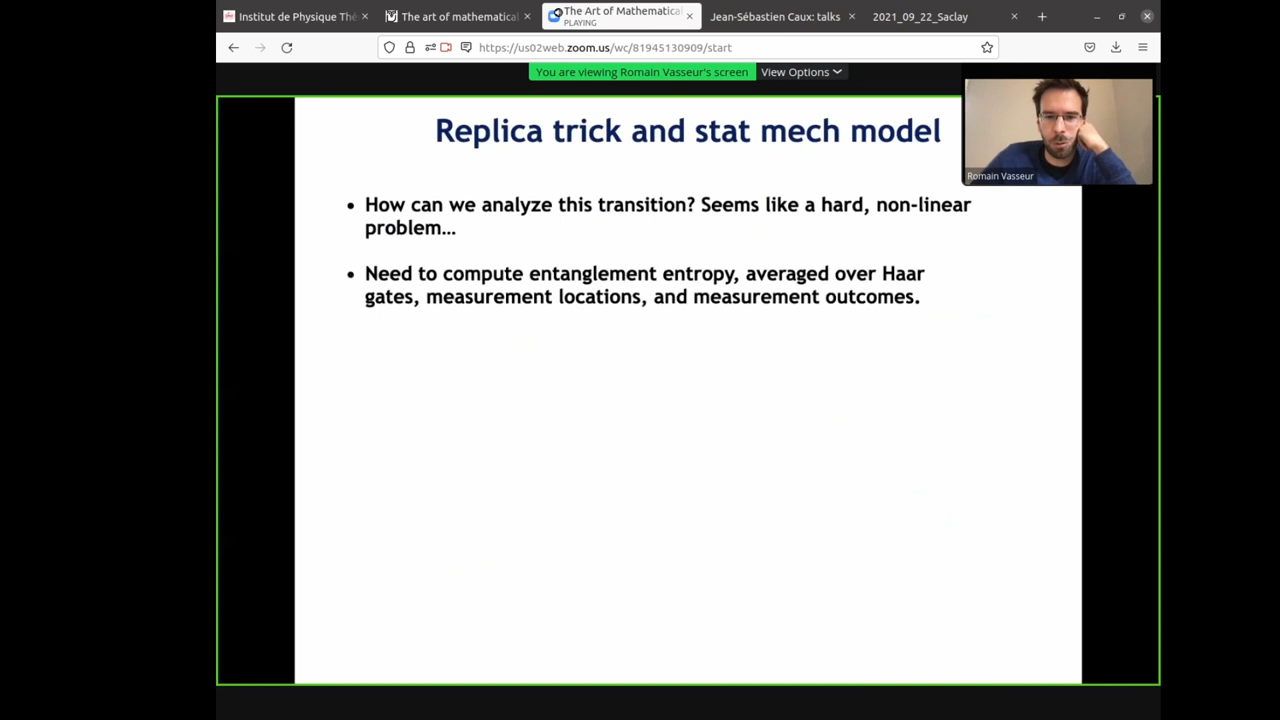 Institut de Physique Thé
The art of mathematical
The Art of Mathematical
PLAYING
Jean-Sébastien Caux: talks
2021_09_22_Saclay
https://us02web.zoom.us/wc/81945130909/start
You are viewing Romain Vasseur's screen
View Options
Replica trick and stat mech model
Romain Vasseur
• How can we analyze this transition? Seems like a hard, non-linear
problem…
• Need to compute entanglement entropy, averaged over Haar
gates, measurement locations, and measurement outcomes.